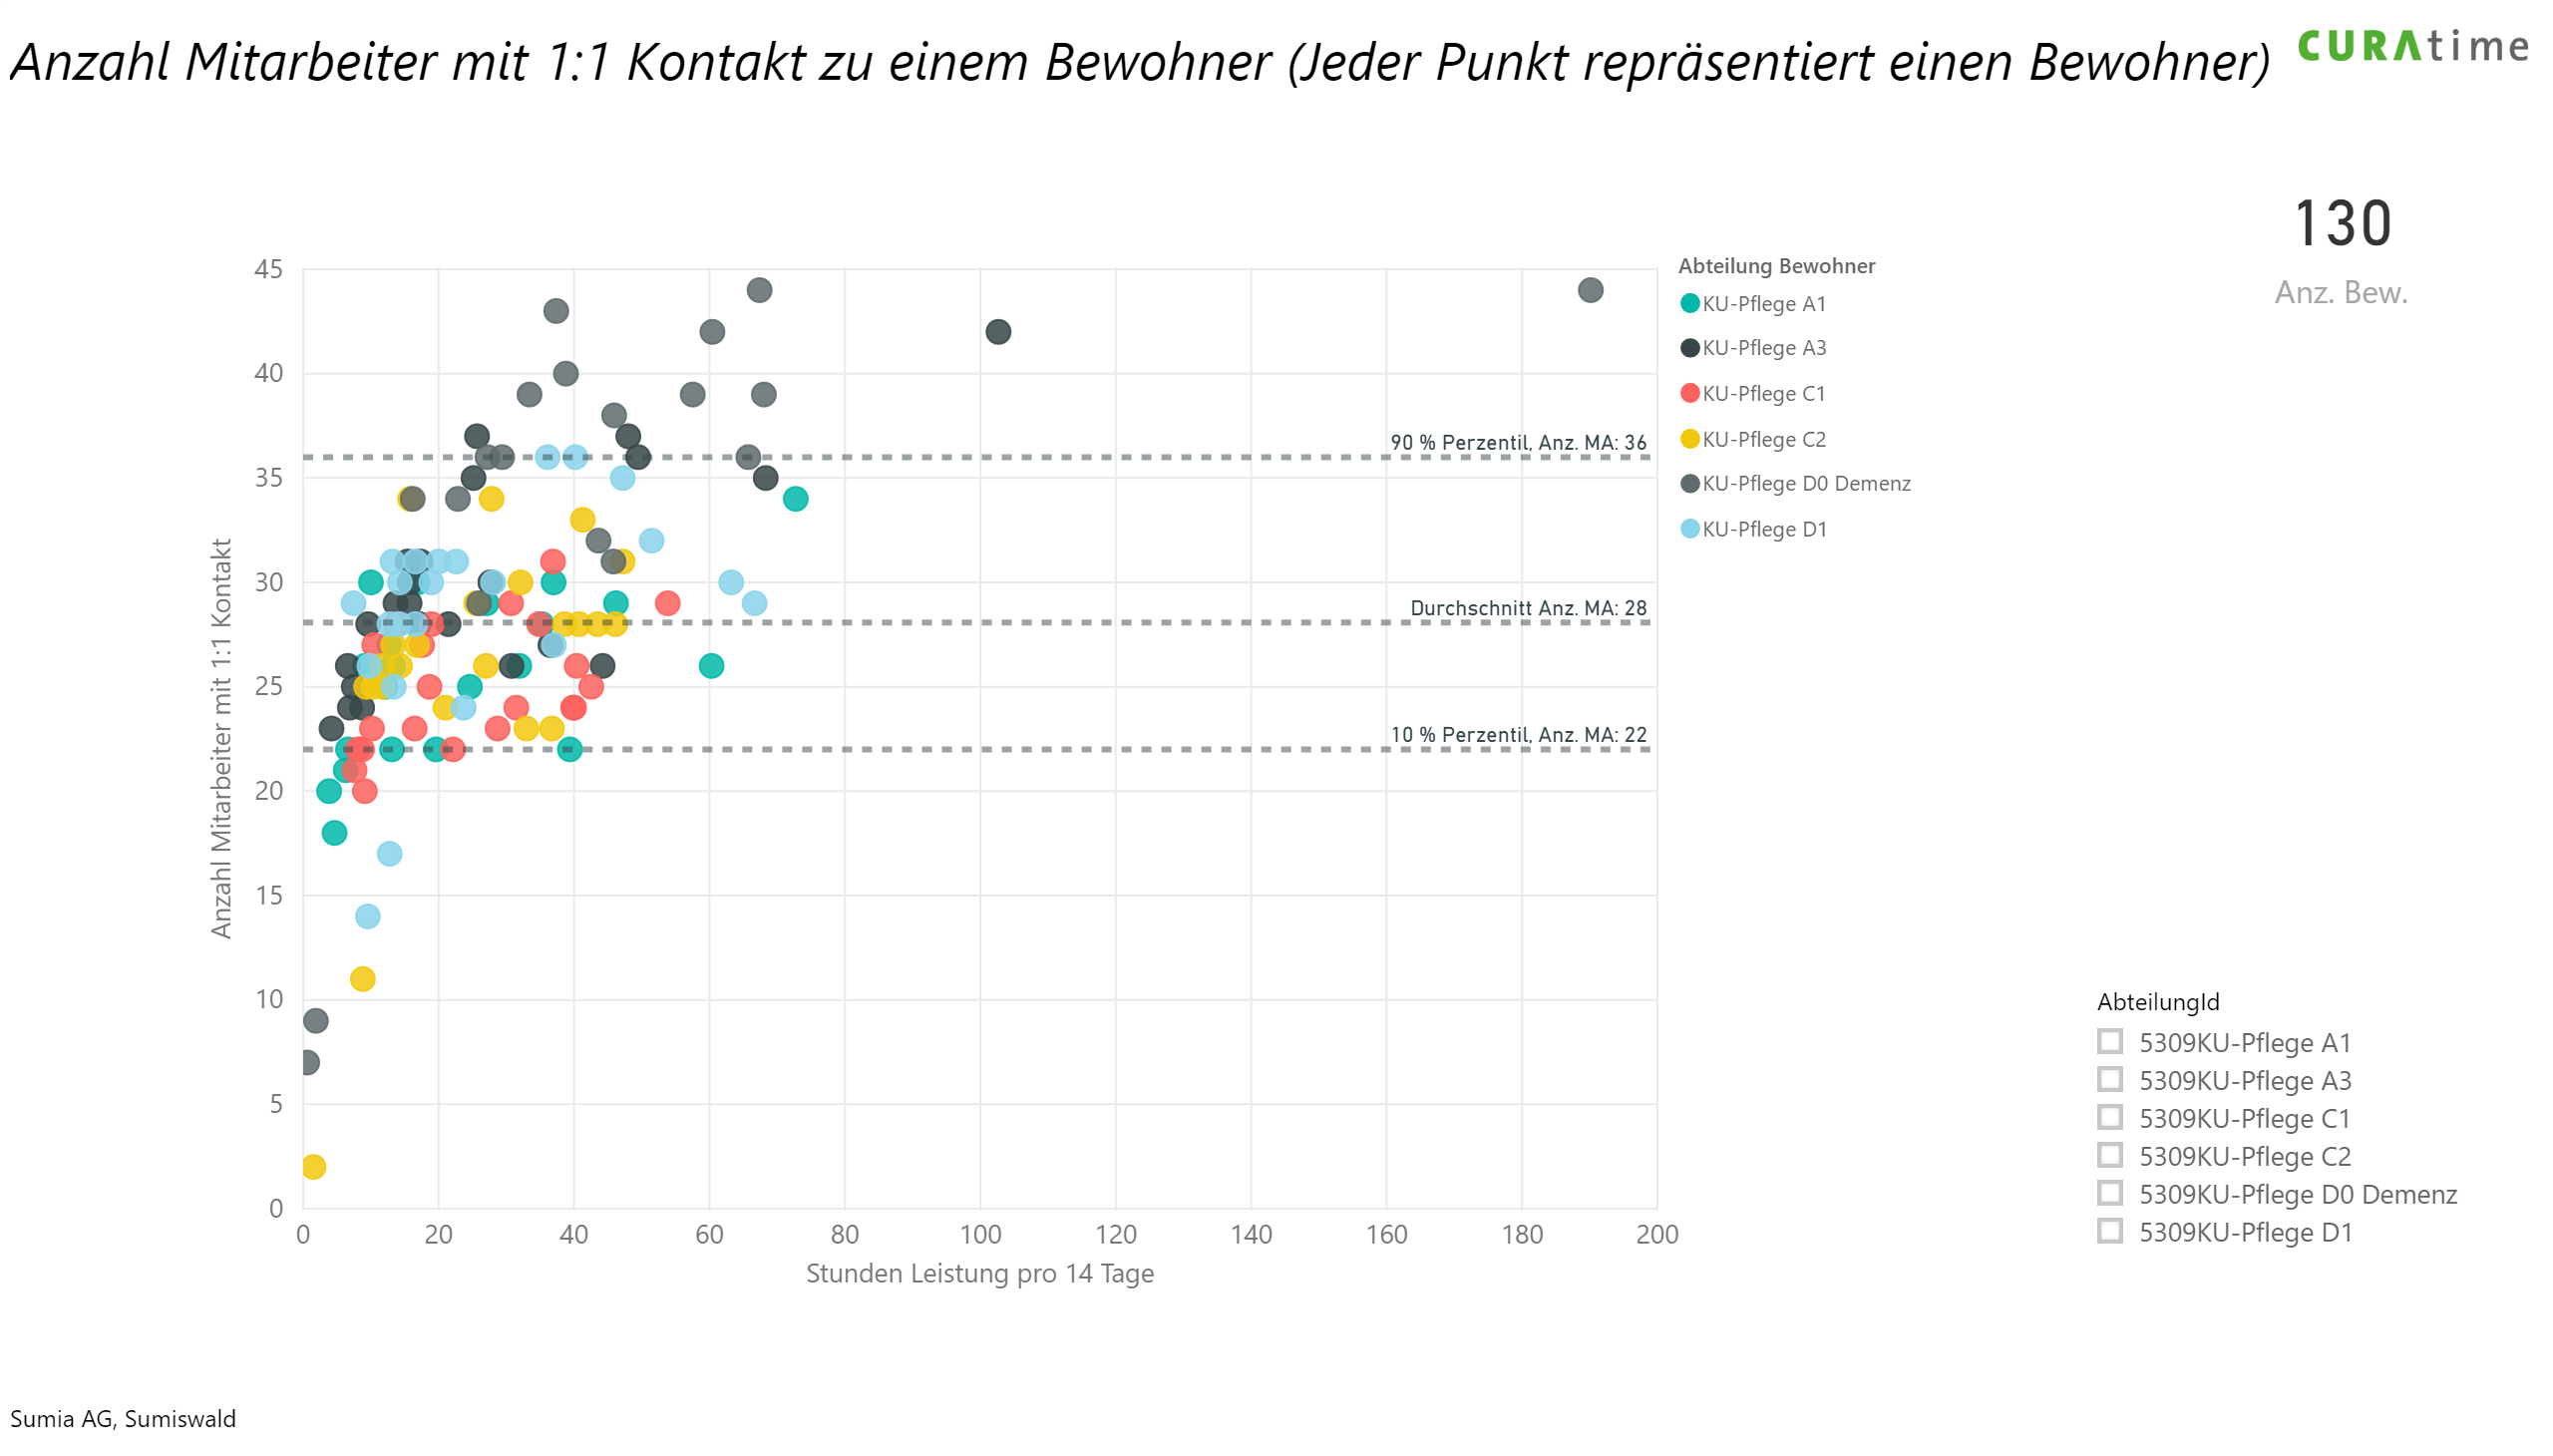 Anzahl Mitarbeiter mit 1:1 Kontakt zu einem Bewohner (Jeder Punkt repräsentiert einen Bewohner)
CURAtime
130
Anz. Bew.
Anzahl Mitarbeiter mit 1:1 Kontakt
45
40
35
30
25
20
15
10
5
0
90 % Perzentil, Anz. MA: 36
Durchschnitt Anz. MA: 28
10 % Perzentil, Anz. MA: 22
0 20 40 60 80 100 120 140 160 180 200
Stunden Leistung pro 14 Tage
Abteilung Bewohner
KU-Pflege A1
KU-Pflege A3
KU-Pflege C1
KU-Pflege C2
KU-Pflege D0 Demenz
KU-Pflege D1
AbteilungId
5309KU-Pflege A1
5309KU-Pflege A3
5309KU-Pflege C1
5309KU-Pflege C2
5309KU-Pflege D0 Demenz
5309KU-Pflege D1
Sumia AG, Sumiswald